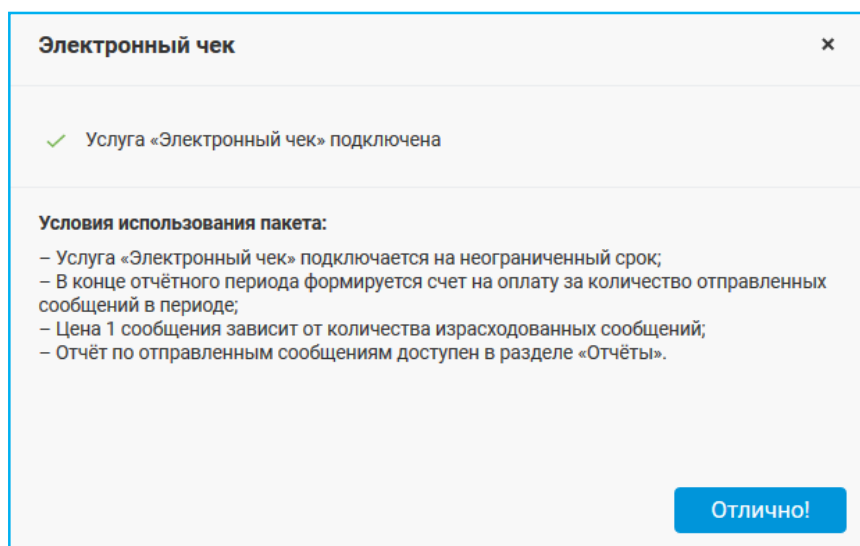 Электронный чек
×
Услуга «Электронный чек» подключена
Условия использования пакета:
– Услуга «Электронный чек» подключается на неограниченный срок;
– В конце отчётного периода формируется счет на оплату за количество отправленных
сообщений в периоде;
– Цена 1 сообщения зависит от количества израсходованных сообщений;
– Отчёт по отправленным сообщениям доступен в разделе «Отчёты».
Отлично!